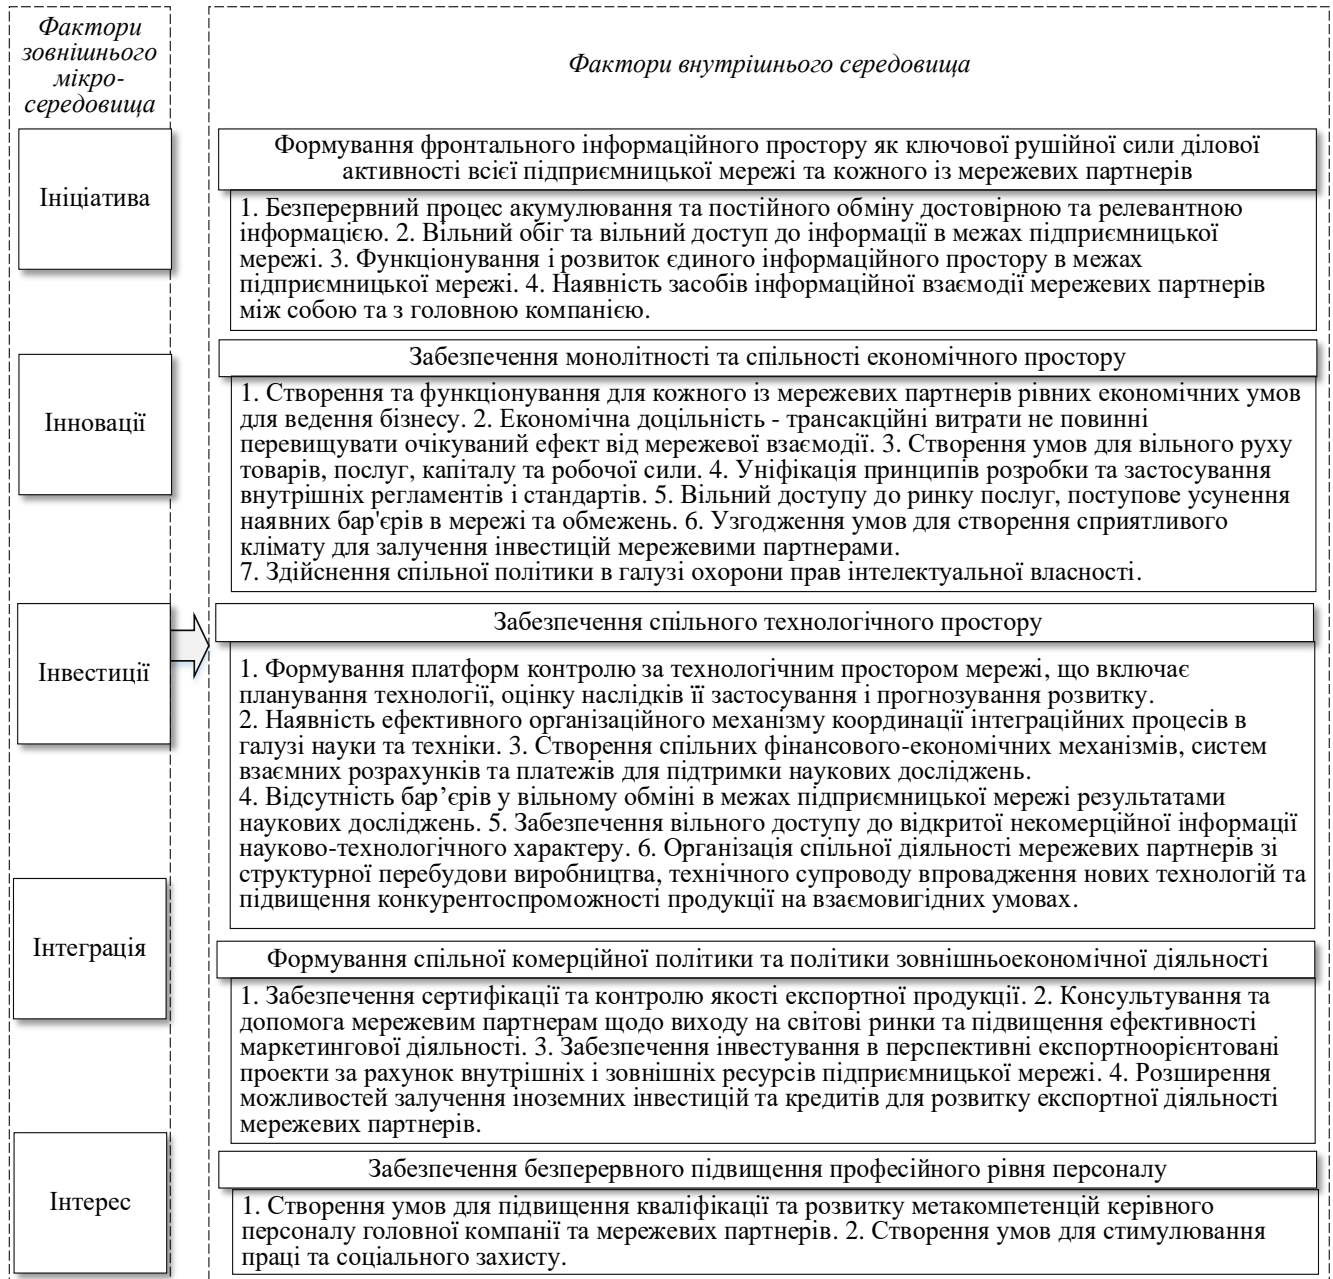 Фактори
зовнішнього
мікро-
середовища
Фактори внутрішнього середовища
Ініціатива
Формування фронтального інформаційного простору як ключової рушійної сили ділової
активності всієї підприємницької мережі та кожного із мережевих партнерів
1. Безперервний процес акумулювання та постійного обміну достовірною та релевантною
інформацією. 2. Вільний обіг та вільний доступ до інформації в межах підприємницької
мережі. 3. Функціонування і розвиток єдиного інформаційного простору в межах
підприємницької мережі. 4. Наявність засобів інформаційної взаємодії мережевих партнерів
між собою та з головною компанією.
Інновації
Забезпечення монолітності та спільності економічного простору
1. Створення та функціонування для кожного із мережевих партнерів рівних економічних умов
для ведення бізнесу. 2. Економічна доцільність - трансакційні витрати не повинні
перевищувати очікуваний ефект від мережевої взаємодії. 3. Створення умов для вільного руху
товарів, послуг, капіталу та робочої сили. 4. Уніфікація принципів розробки та застосування
внутрішніх регламентів і стандартів. 5. Вільний доступу до ринку послуг, поступове усунення
наявних бар'єрів в мережі та обмежень. 6. Узгодження умов для створення сприятливого
клімату для залучення інвестицій мережевими партнерами.
7. Здійснення спільної політики в галузі охорони прав інтелектуальної власності.
Інвестиції
Забезпечення спільного технологічного простору
1. Формування платформ контролю за технологічним простором мережі, що включає
планування технології, оцінку наслідків її застосування і прогнозування розвитку.
2. Наявність ефективного організаційного механізму координації інтеграційних процесів в
галузі науки та техніки. 3. Створення спільних фінансового-економічних механізмів, систем
взаємних розрахунків та платежів для підтримки наукових досліджень.
4. Відсутність бар’єрів у вільному обміні в межах підприємницької мережі результатами
наукових досліджень. 5. Забезпечення вільного доступу до відкритої некомерційної інформації
науково-технологічного характеру. 6. Організація спільної діяльності мережевих партнерів зі
структурної перебудови виробництва, технічного супроводу впровадження нових технологій та
підвищення конкурентоспроможності продукції на взаємовигідних умовах.
Інтеграція
Формування спільної комерційної політики та політики зовнішньоекономічної діяльності
1. Забезпечення сертифікації та контролю якості експортної продукції. 2. Консультування та
допомога мережевим партнерам щодо виходу на світові ринки та підвищення ефективності
маркетингової діяльності. 3. Забезпечення інвестування в перспективні експортноорієнтовані
проекти за рахунок внутрішніх і зовнішніх ресурсів підприємницької мережі. 4. Розширення
можливостей залучення іноземних інвестицій та кредитів для розвитку експортної діяльності
мережевих партнерів.
Інтерес
Забезпечення безперервного підвищення професійного рівня персоналу
1. Створення умов для підвищення кваліфікації та розвитку метакомпетенцій керівного
персоналу головної компанії та мережевих партнерів. 2. Створення умов для стимулювання
праці та соціального захисту.